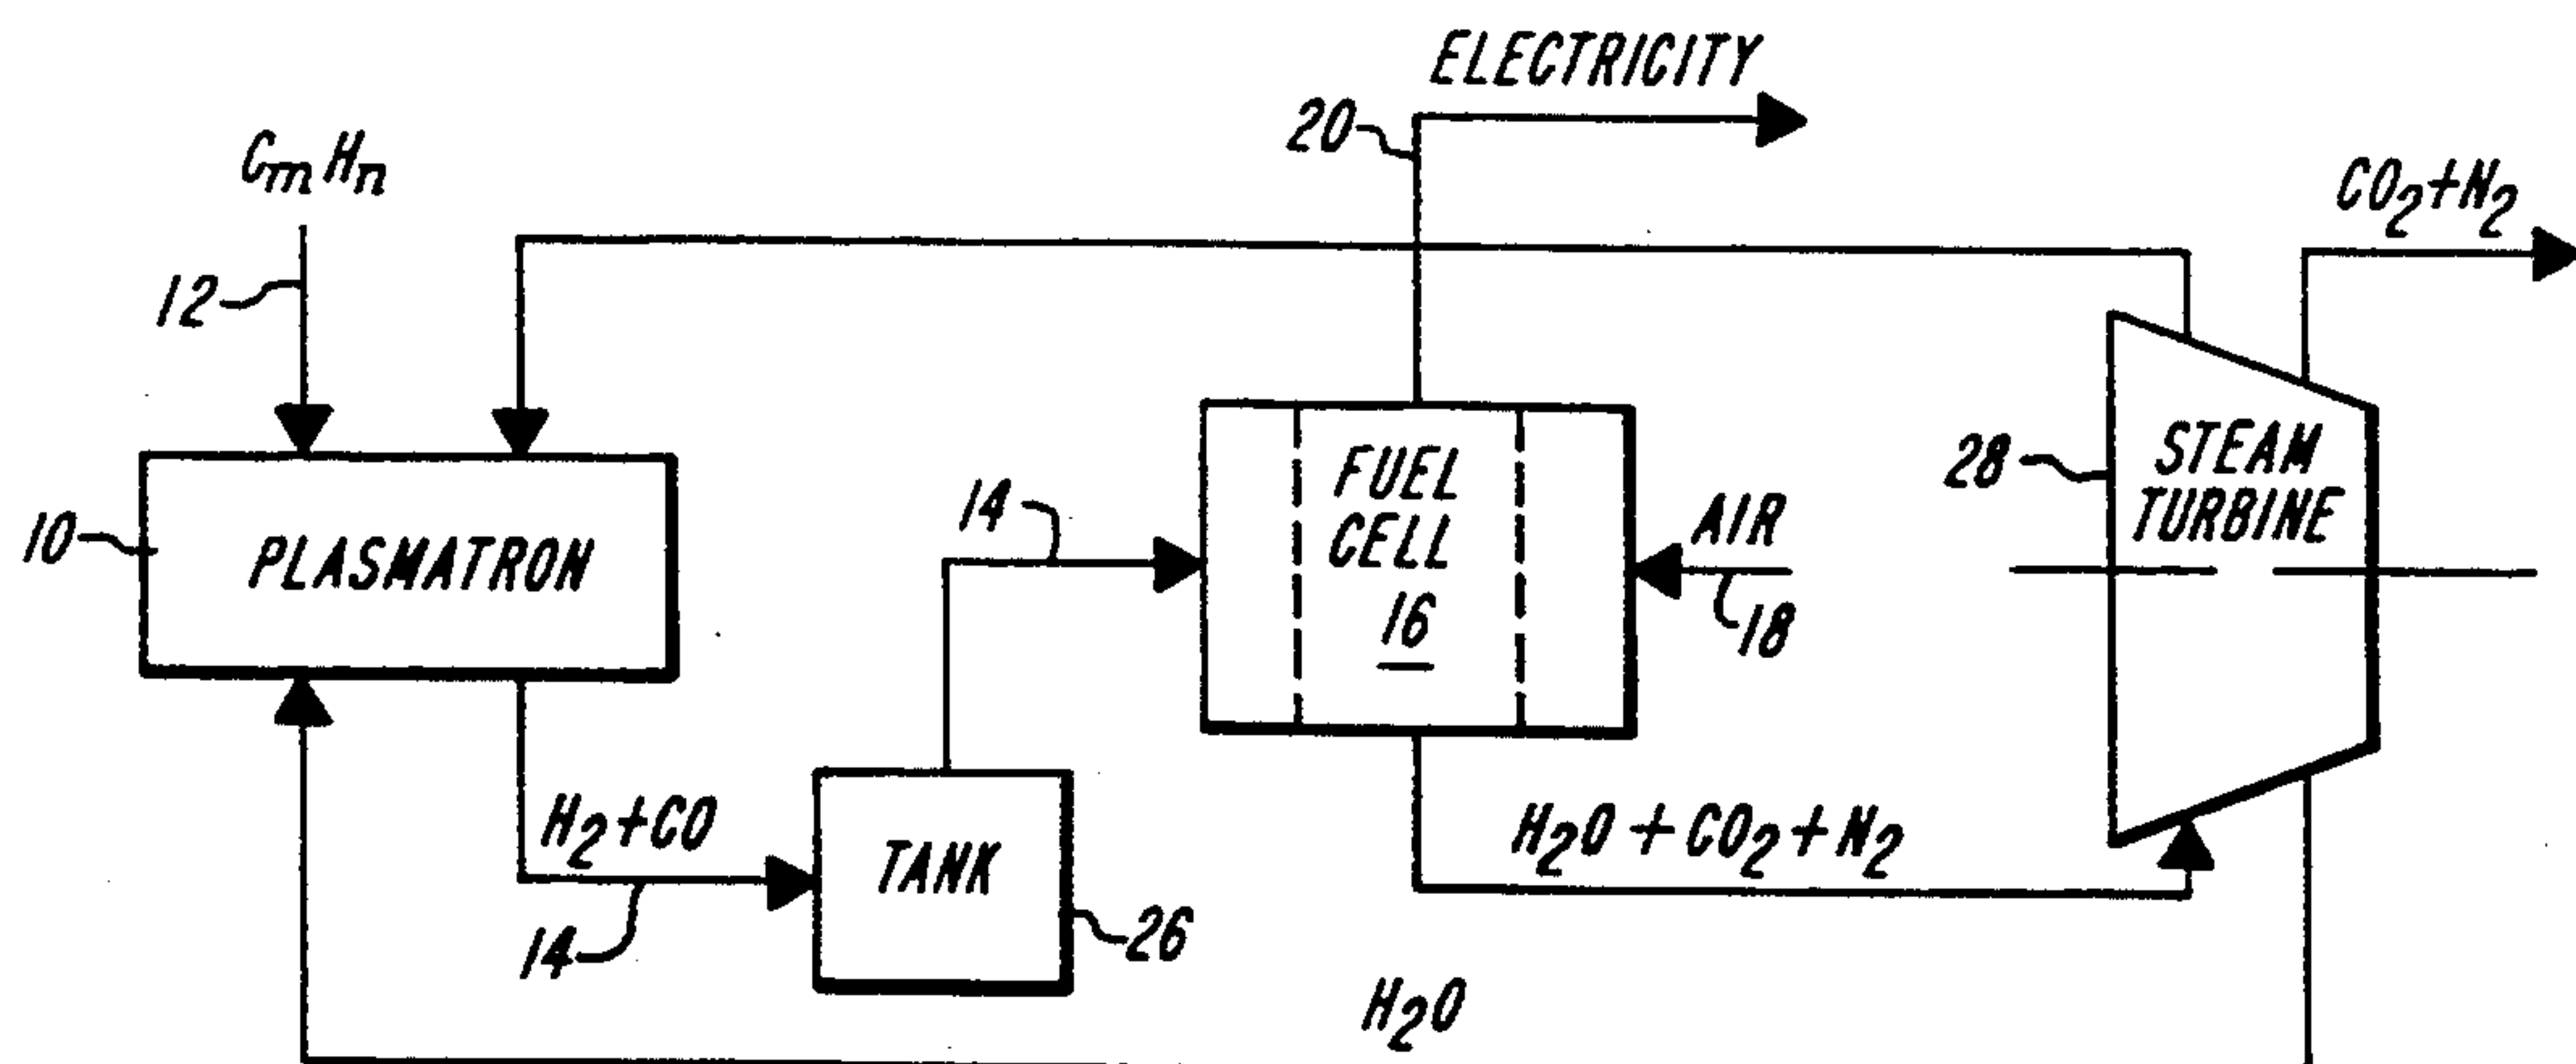 ELECTRICITY
20
CₘHₙ
CO₂+N₂
12
28
STEAM
TURBINE
14
FUEL
CELL
16
AIR
18
10
PLASMATRON
H₂+CO
14
TANK
26
H₂O + CO₂ + N₂
H₂O